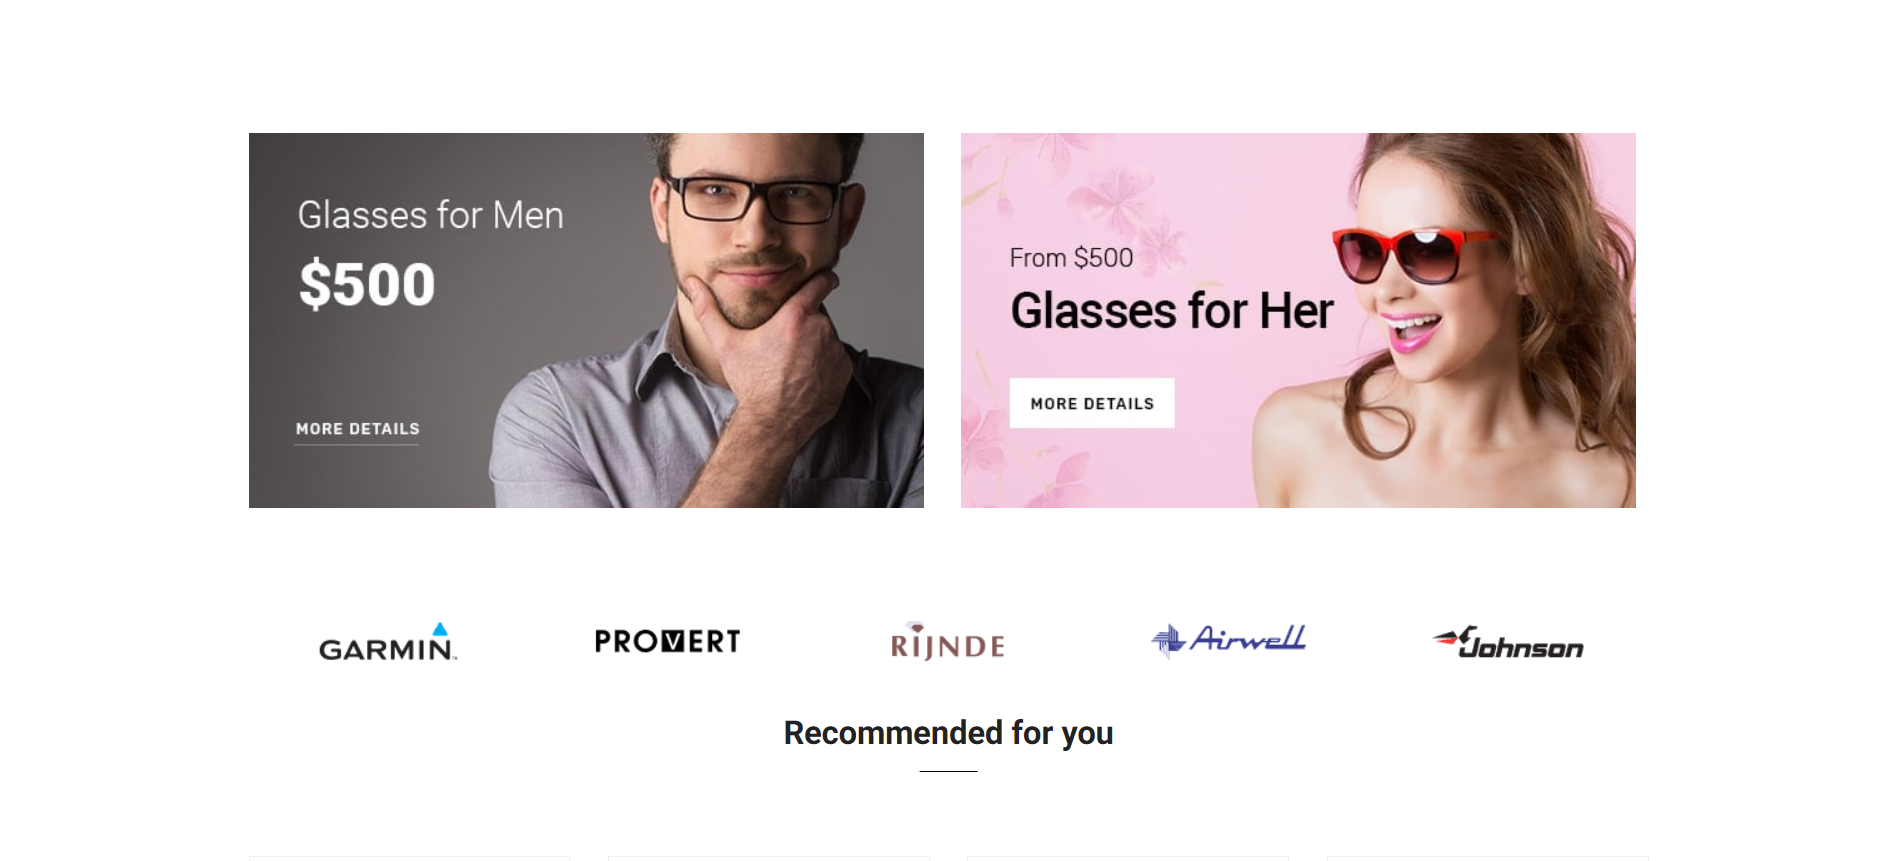 Glasses for Men
$500
MORE DETAILS
From $500
Glasses for Her
MORE DETAILS
GARMIN
PROVERT
RIJNDE
Airwell
Johnson
Recommended for you